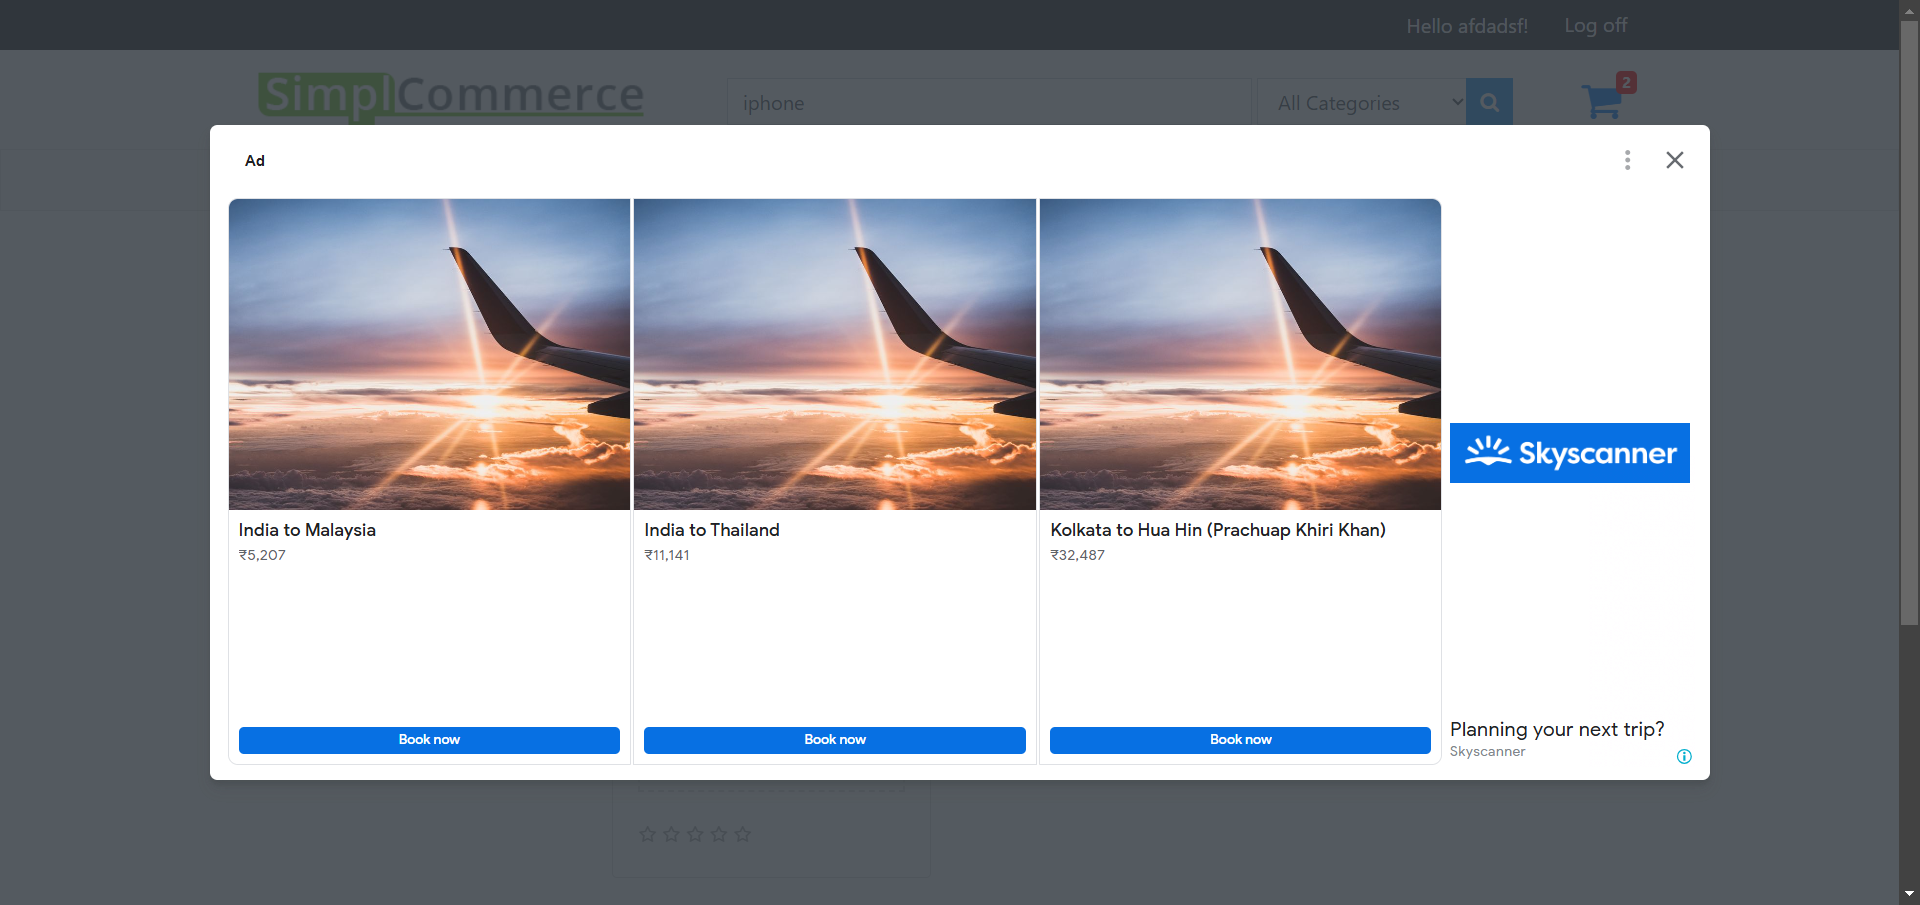 Hello afdadsf!
Log off
SimplCommerce
iphone
All Categories
2
Ad
India to Malaysia
₹5,207
Book now
India to Thailand
₹11,141
Book now
Kolkata to Hua Hin (Prachuap Khiri Khan)
₹32,487
Book now
Skyscanner
Planning your next trip?
Skyscanner